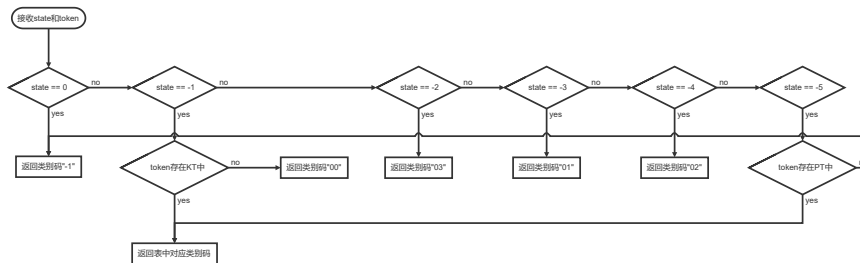 接收state和token
state == 0
no
state == -1
no
state == -2
no
state == -3
no
state == -4
no
state == -5
yes
yes
yes
yes
yes
yes
返回类别码"-1"
token存在KT中
no
返回类别码"00"
返回类别码"03"
返回类别码"01"
返回类别码"02"
token存在PT中
yes
yes
返回表中对应类别码